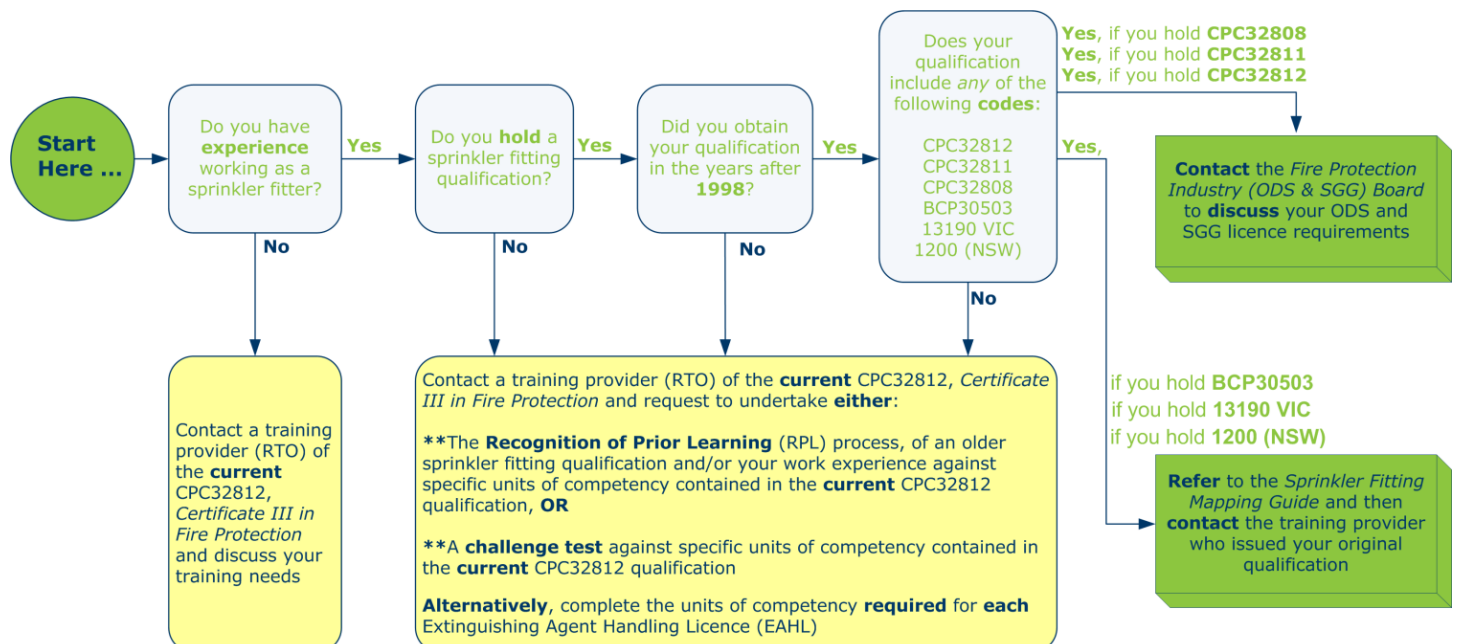 Start
Here ...
Do you have
experience
working as a
sprinkler fitter?
Yes
No
Do you hold a
sprinkler fitting
qualification?
Yes
No
Did you obtain
your qualification
in the years after
1998?
Yes
No
Does your
qualification
include any of the
following codes:
CPC32812
CPC32811
CPC32808
BCP30503
13190 VIC
1200 (NSW)
No
Yes, if you hold CPC32808
Yes, if you hold CPC32811
Yes, if you hold CPC32812
Contact the Fire Protection
Industry (ODS & SGG) Board
to discuss your ODS and
SGG licence requirements
Yes,
if you hold BCP30503
if you hold 13190 VIC
if you hold 1200 (NSW)
Refer to the Sprinkler Fitting
Mapping Guide and then
contact the training provider
who issued your original
qualification
Contact a training
provider (RTO) of
the current
CPC32812,
Certificate III in
Fire Protection
and discuss your
training needs
Contact a training provider (RTO) of the current CPC32812, Certificate
III in Fire Protection and request to undertake either:
**The Recognition of Prior Learning (RPL) process, of an older
sprinkler fitting qualification and/or your work experience against
specific units of competency contained in the current CPC32812
qualification, OR
**A challenge test against specific units of competency contained in
the current CPC32812 qualification
Alternatively, complete the units of competency required for each
Extinguishing Agent Handling Licence (EAHL)